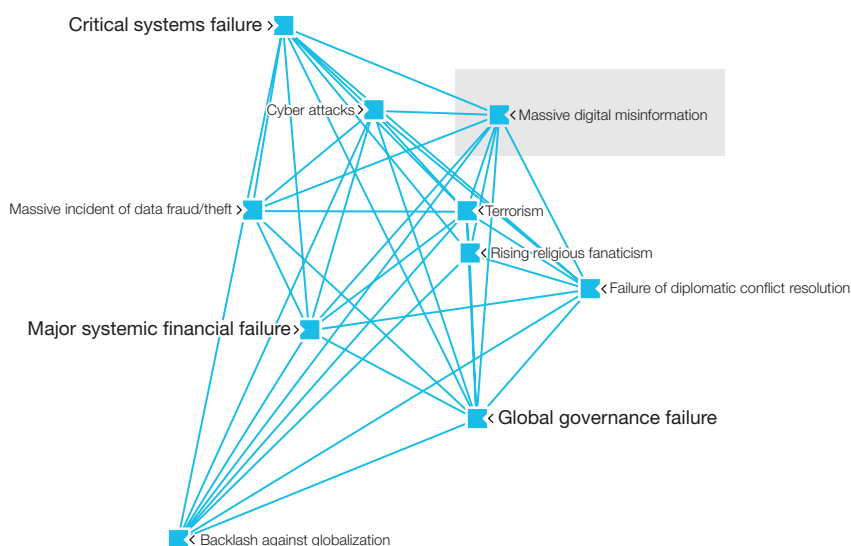 Critical systems failure
Cyber attacks
Massive digital misinformation
Massive incident of data fraud/theft
Terrorism
Rising religious fanaticism
Failure of diplomatic conflict resolution
Major systemic financial failure
Global governance failure
Backlash against globalization